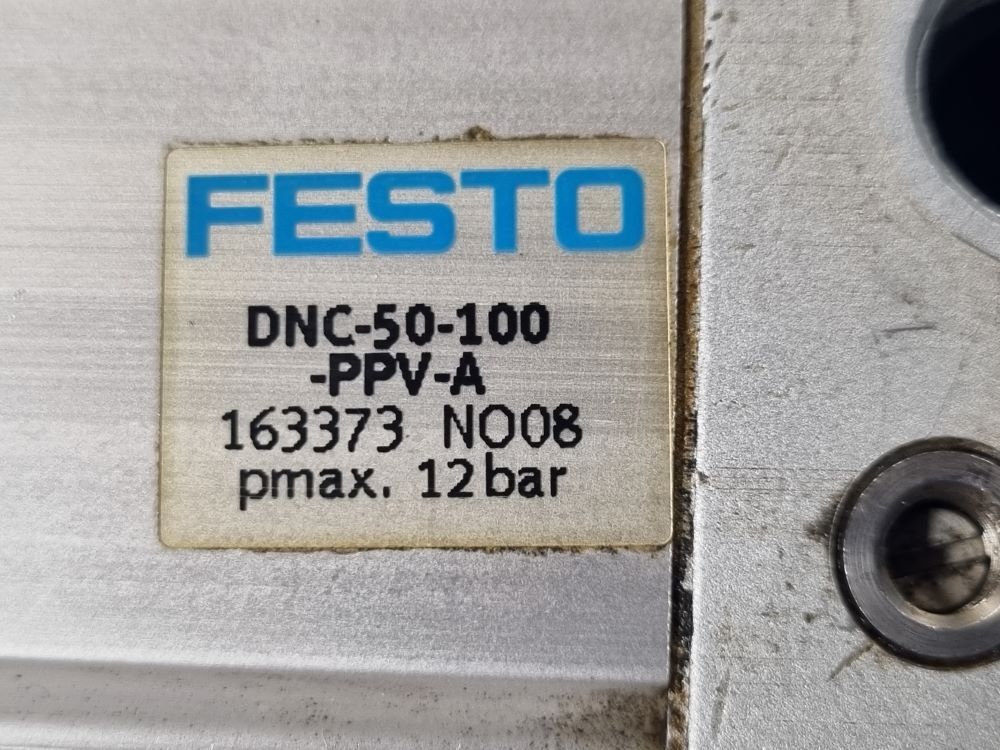 FESTO
DNC-50-100
-PPV-A
163373 NO08
pmax. 12 bar